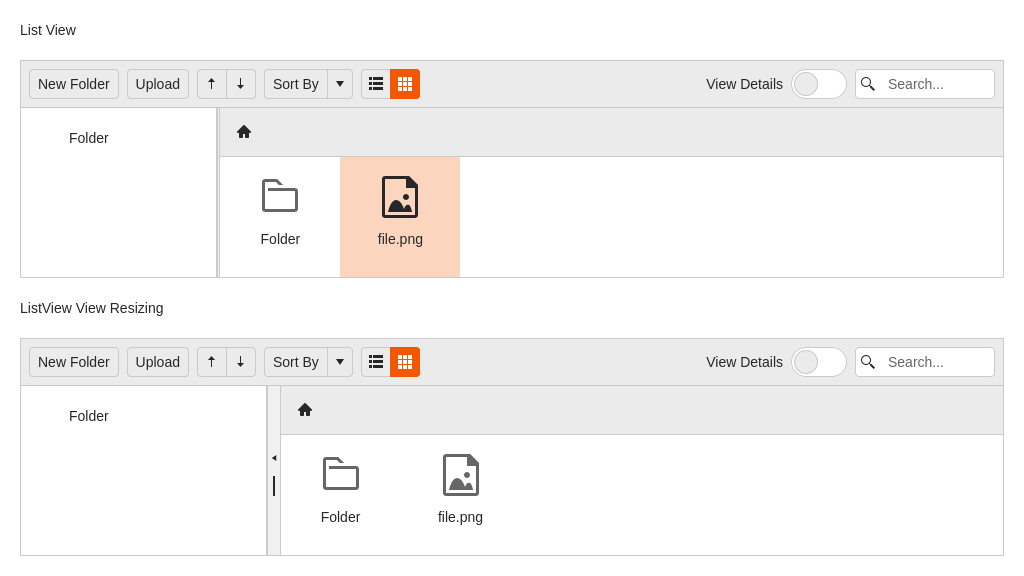 List View
New Folder Upload Sort By View Details Search...
Folder
Folder file.png
ListView View Resizing
New Folder Upload Sort By View Details Search...
Folder
Folder file.png